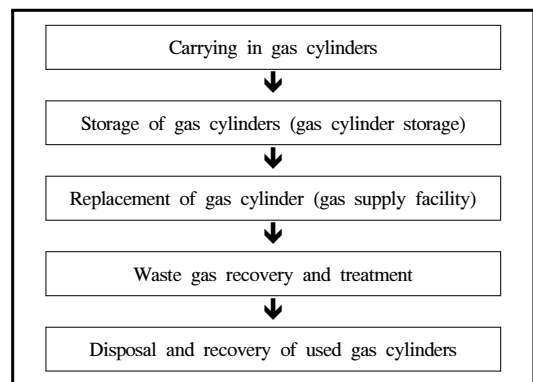 Carrying in gas cylinders
Storage of gas cylinders (gas cylinder storage)
Replacement of gas cylinder (gas supply facility)
Waste gas recovery and treatment
Disposal and recovery of used gas cylinders